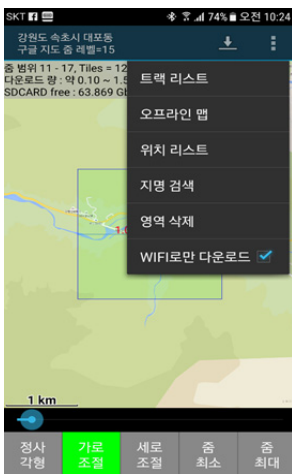 SKT 74% 오전 10:24
강원도 속초시 대포동
구글 지도 줌 레벨=15
줌 범위 11 - 17, Tiles = 12
다운로드 량 : 약 0.10 ~ 1.5
SDCARD free : 63.869 Gb
트랙 리스트
오프라인 맵
위치 리스트
지명 검색
영역 삭제
WIFI로만 다운로드
1 km
정사각형
가로조절
세로조절
줌최소
줌최대